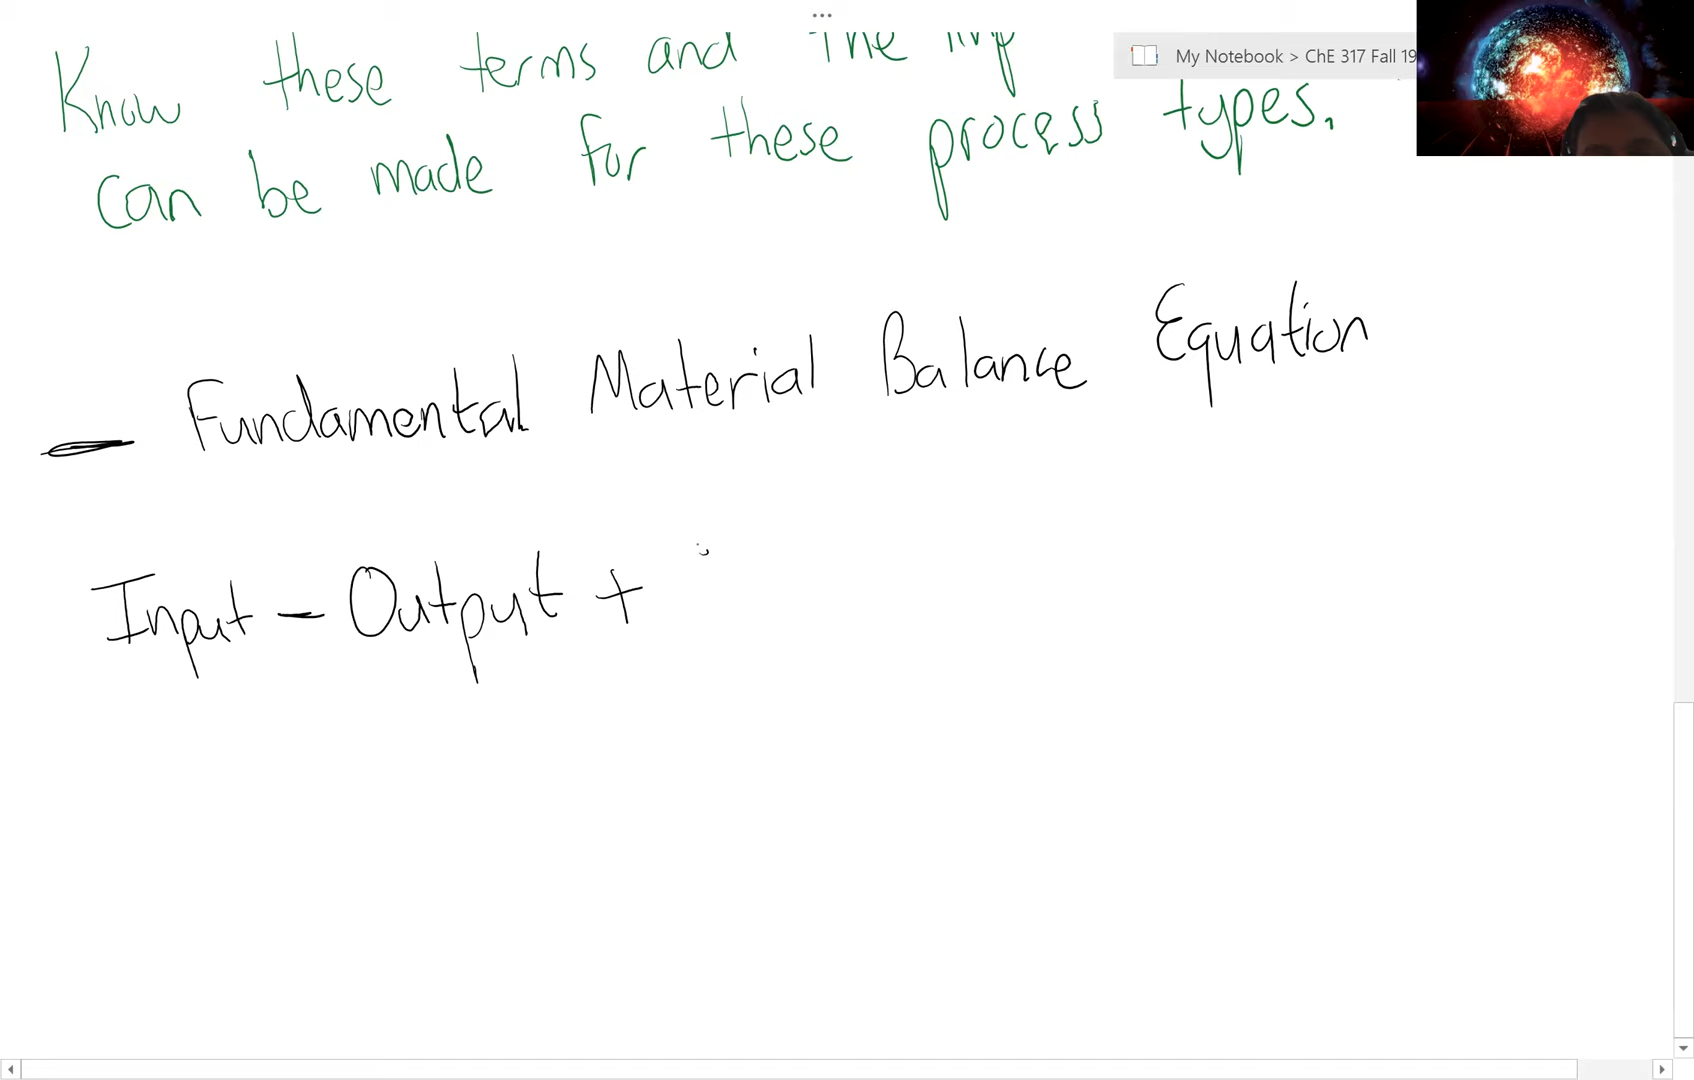 My Notebook > ChE 317 Fall 19
Know these terms and the
can be made for these process types.
- Fundamental Material Balance Equation
Input - Output +